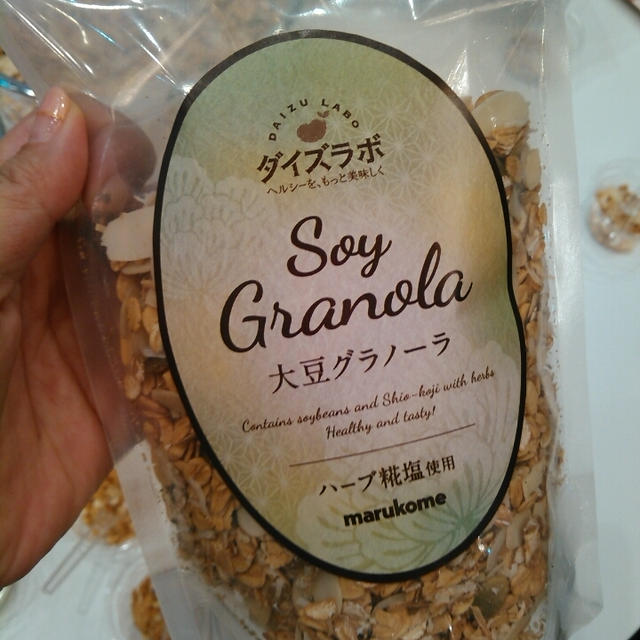 DAIZU LABO
ダイズラボ
ヘルシーを、もっと美味しく
Soy
Granola
大豆グラノーラ
Contains soybeans and Shio-koji with herbs
Healthy and tasty!
ハーブ糀塩使用
marukome